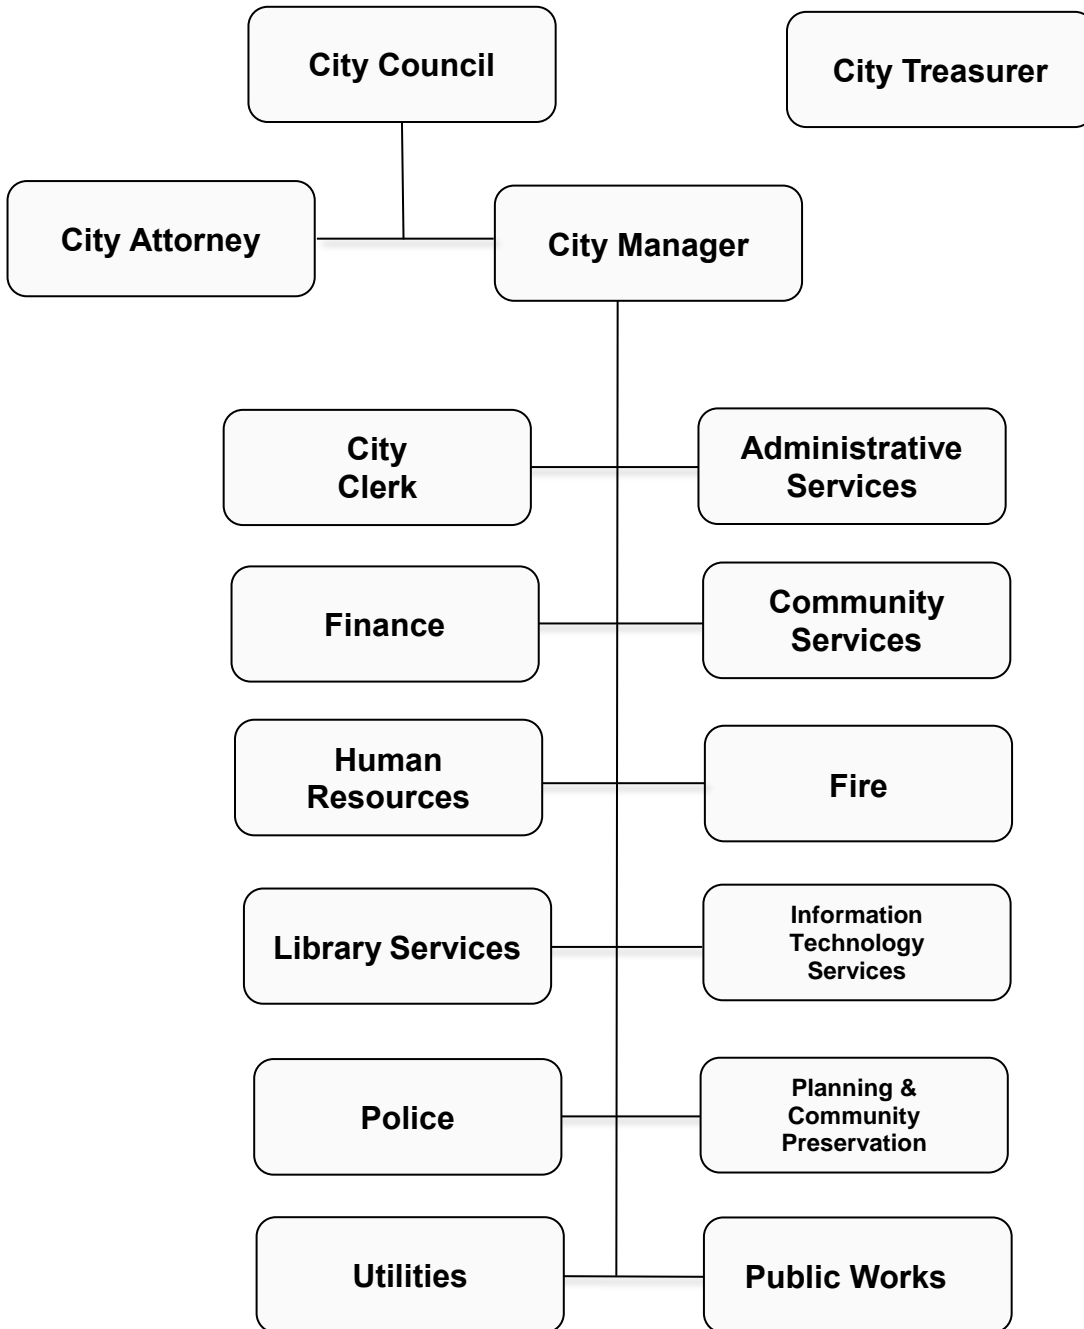 City Council
City Treasurer
City Attorney
City Manager
City
Clerk
Administrative
Services
Finance
Community
Services
Human
Resources
Fire
Library Services
Information
Technology
Services
Police
Planning &
Community
Preservation
Utilities
Public Works